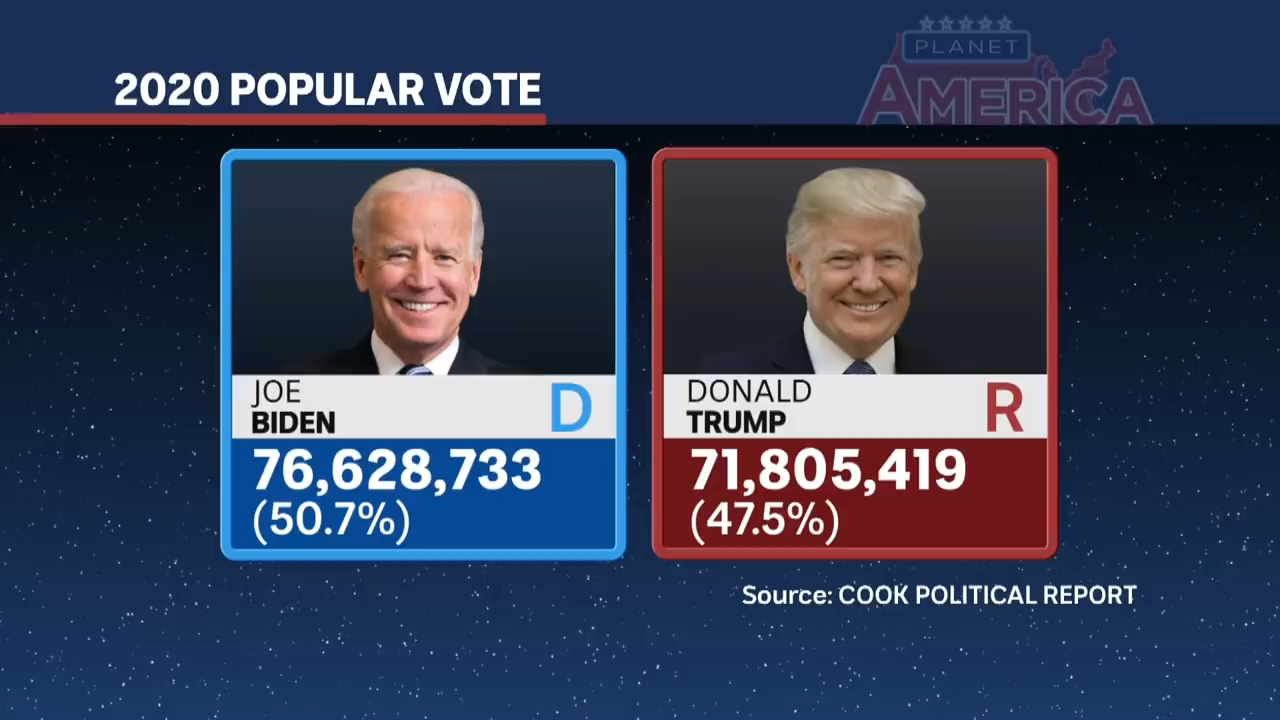 PLANET
AMERICA
2020 POPULAR VOTE
JOE
BIDEN
D
76,628,733
(50.7%)
DONALD
TRUMP
R
71,805,419
(47.5%)
Source: COOK POLITICAL REPORT